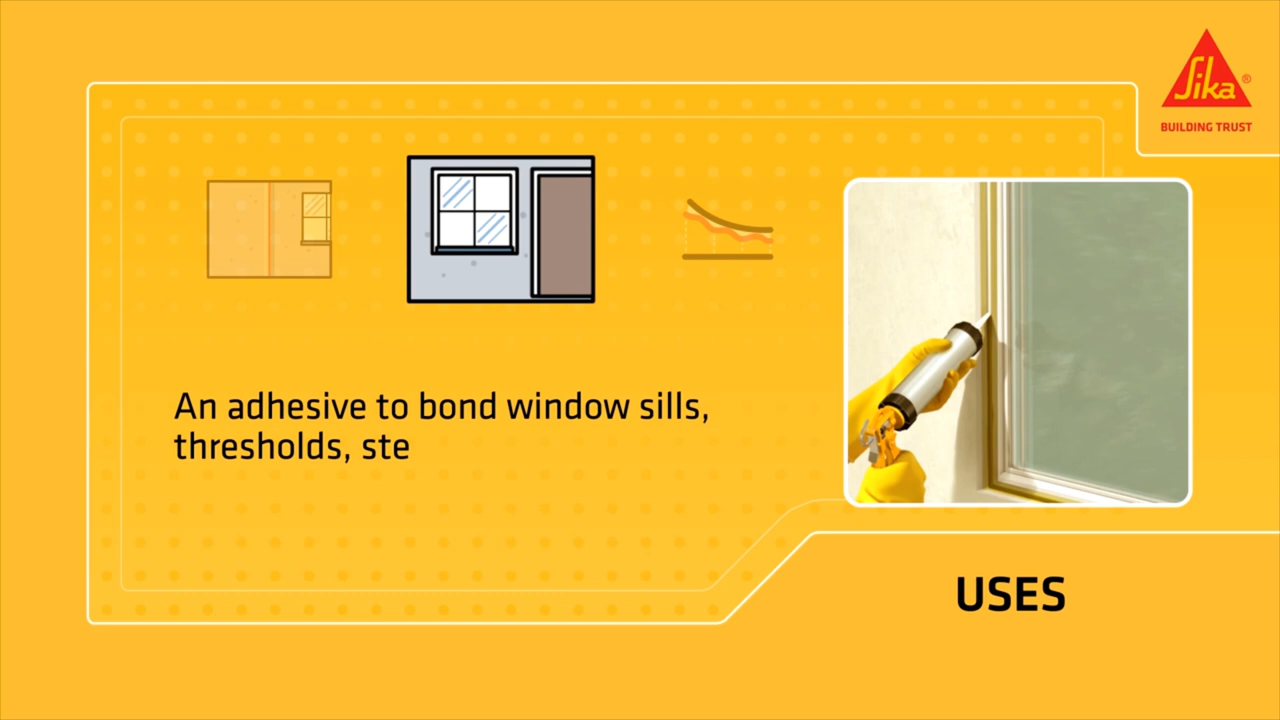 Sika®
BUILDING TRUST
An adhesive to bond window sills,
thresholds, ste
USES